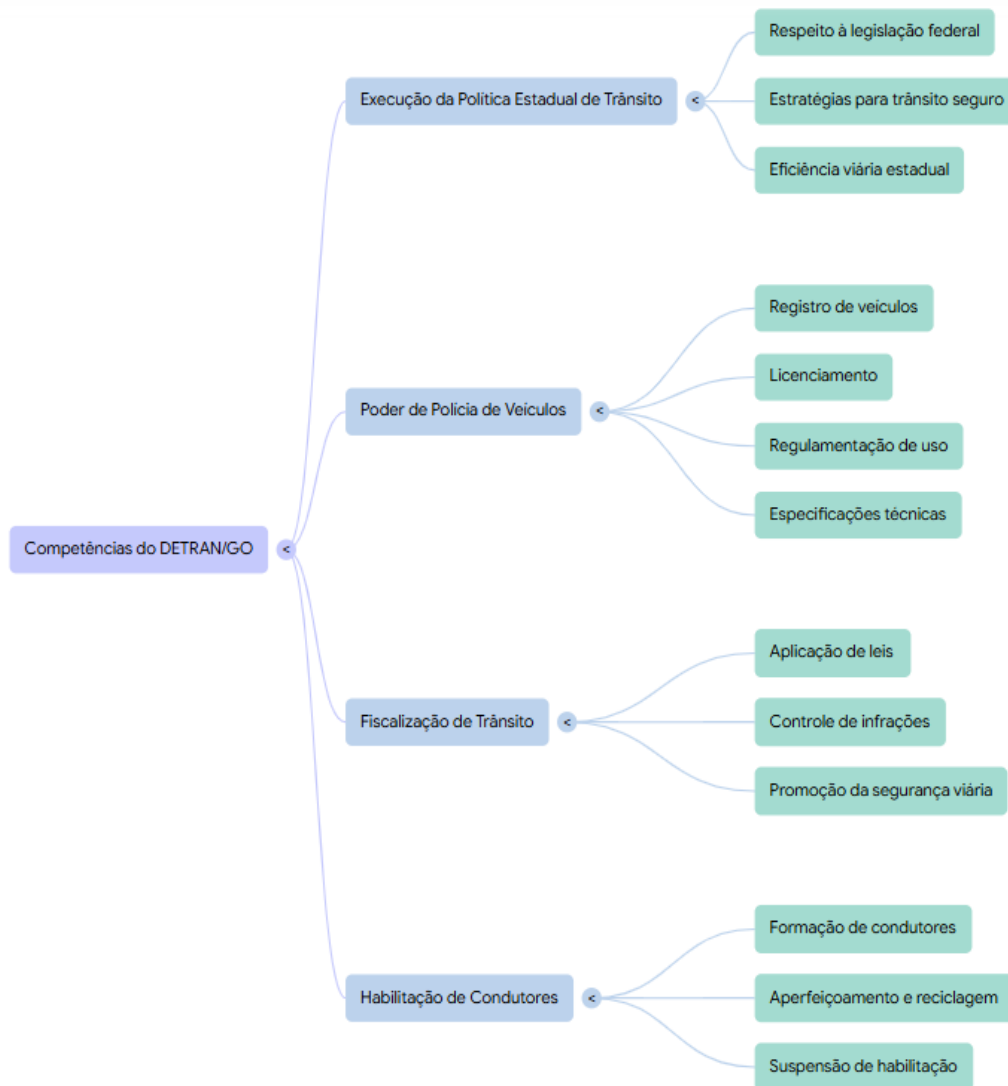 Competências do DETRAN/GO
<
Execução da Política Estadual de Trânsito
<
Respeito à legislação federal
Estratégias para trânsito seguro
Eficiência viária estadual
Poder de Polícia de Veículos
<
Registro de veículos
Licenciamento
Regulamentação de uso
Especificações técnicas
Fiscalização de Trânsito
<
Aplicação de leis
Controle de infrações
Promoção da segurança viária
Habilitação de Condutores
<
Formação de condutores
Aperfeiçoamento e reciclagem
Suspensão de habilitação